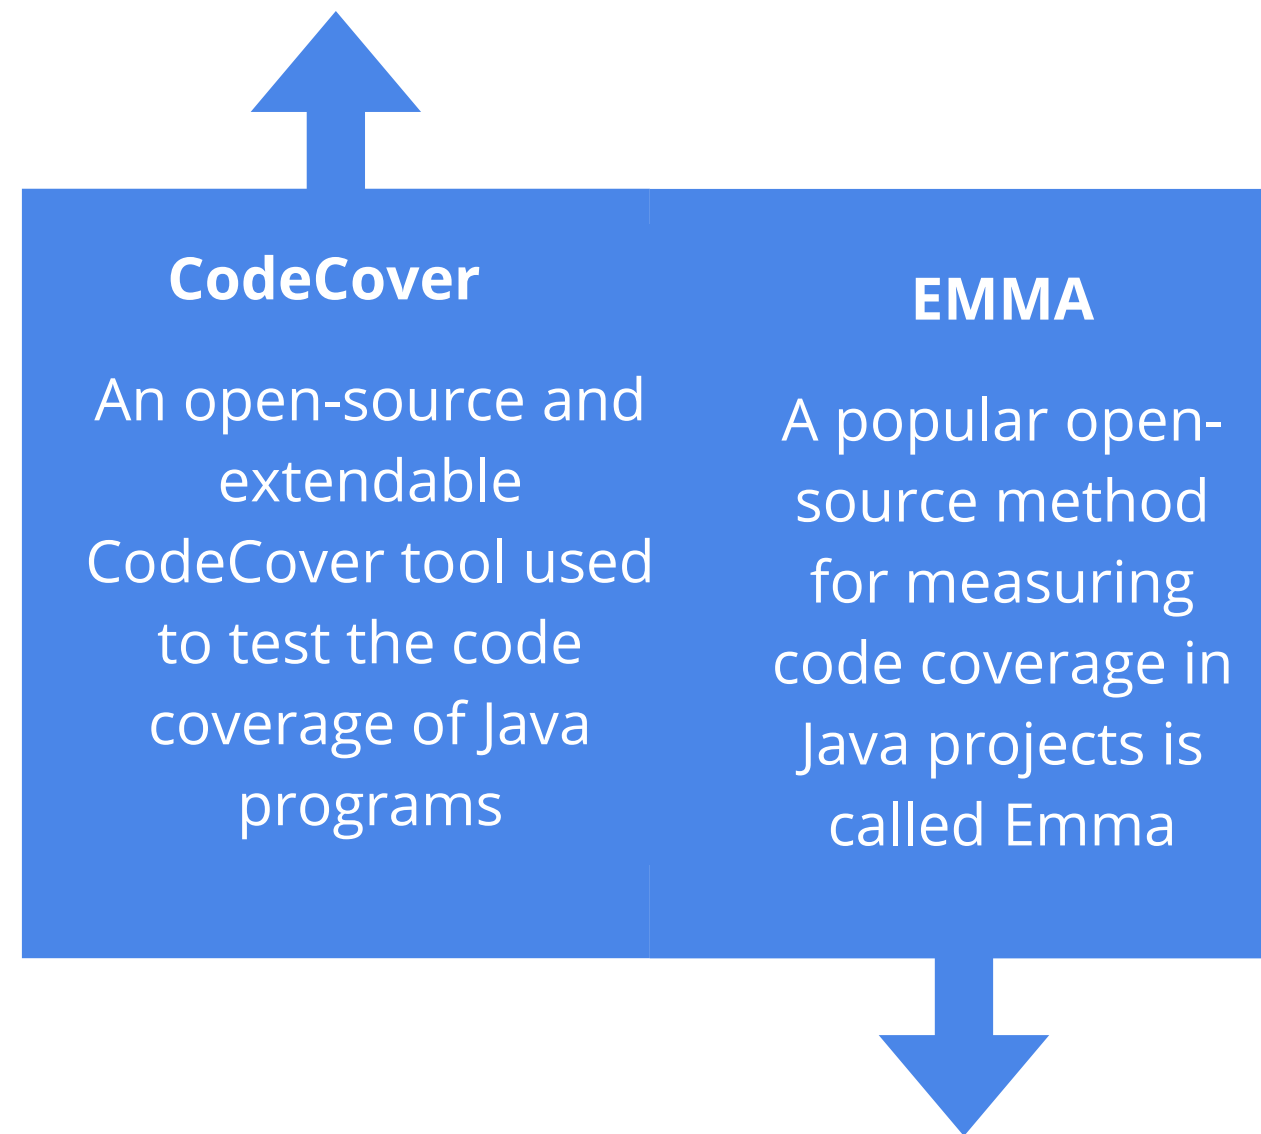 CodeCover
An open-source and
extendable
CodeCover tool used
to test the code
coverage of Java
programs
EMMA
A popular open-
source method
for measuring
code coverage in
Java projects is
called Emma